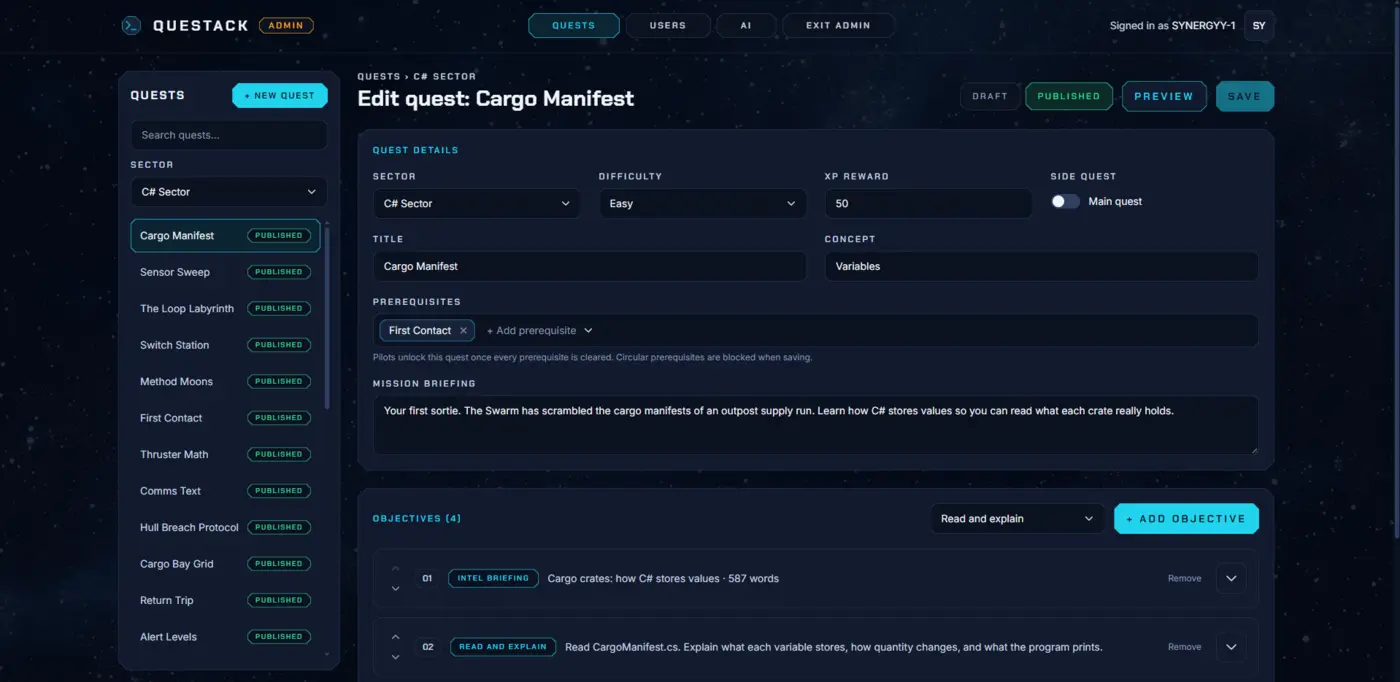 QUESTACK ADMIN
QUESTS USERS AI EXIT ADMIN
Signed in as SYNERGYY-1 SY
QUESTS + NEW QUEST
Search quests...
SECTOR
C# Sector
Cargo Manifest PUBLISHED
Sensor Sweep PUBLISHED
The Loop Labyrinth PUBLISHED
Switch Station PUBLISHED
Method Moons PUBLISHED
First Contact PUBLISHED
Thruster Math PUBLISHED
Comms Text PUBLISHED
Hull Breach Protocol PUBLISHED
Cargo Bay Grid PUBLISHED
Return Trip PUBLISHED
Alert Levels PUBLISHED
QUESTS › C# SECTOR
Edit quest: Cargo Manifest
DRAFT PUBLISHED PREVIEW SAVE
QUEST DETAILS
SECTOR DIFFICULTY XP REWARD SIDE QUEST
C# Sector Easy 50 Main quest
TITLE CONCEPT
Cargo Manifest Variables
PREREQUISITES
First Contact × + Add prerequisite
Pilots unlock this quest once every prerequisite is cleared. Circular prerequisites are blocked when saving.
MISSION BRIEFING
Your first sortie. The Swarm has scrambled the cargo manifests of an outpost supply run. Learn how C# stores values so you can read what each crate really holds.
OBJECTIVES (4) Read and explain + ADD OBJECTIVE
01 INTEL BRIEFING Cargo crates: how C# stores values · 587 words Remove
02 READ AND EXPLAIN Read CargoManifest.cs. Explain what each variable stores, how quantity changes, and what the program prints. Remove